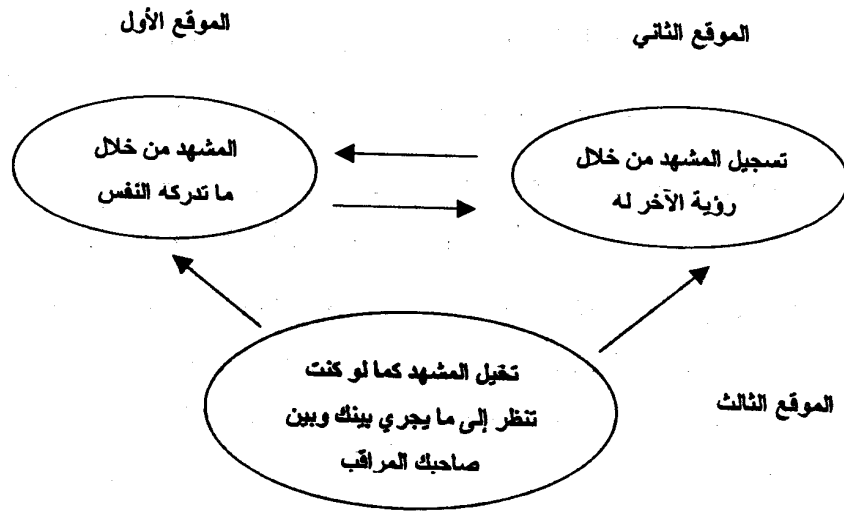 الموقع الأول
الموقع الثاني
المشهد من خلال
ما تدركه النفس
تسجيل المشهد من خلال
رؤية الآخر له
تخيل المشهد كما لو كنت
تنظر إلى ما يجري بينك وبين
صاحبك المراقب
الموقع الثالث